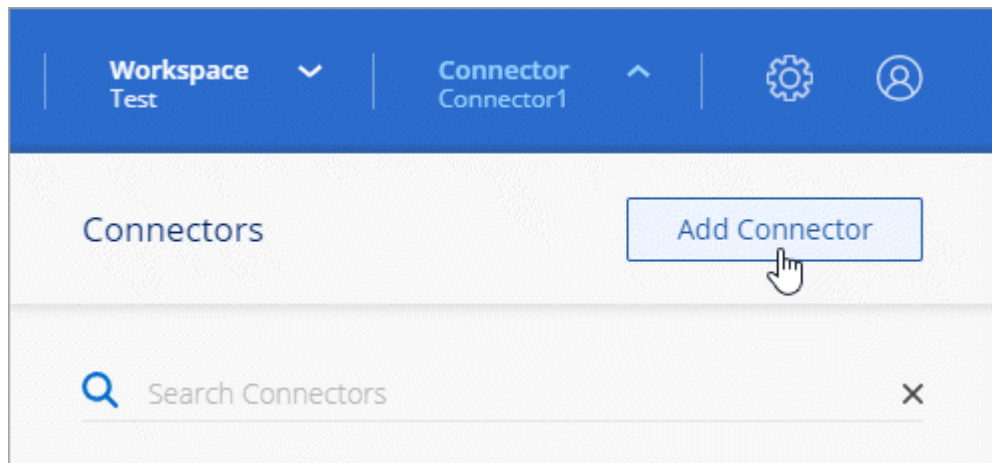 Workspace
Test
Connector
Connector1
Connectors
Add Connector
Search Connectors